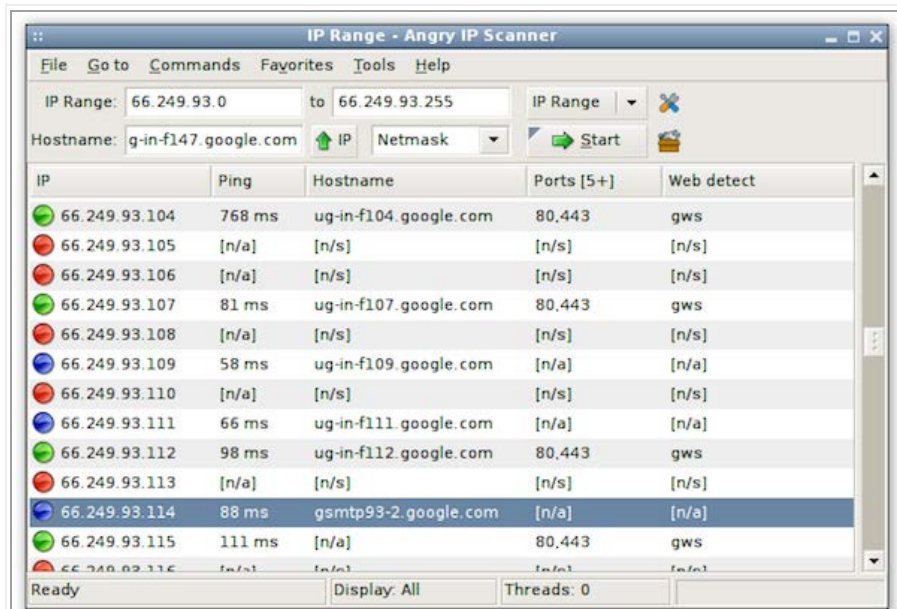 IP Range - Angry IP Scanner
File Go to Commands Favorites Tools Help
IP Range: 66.249.93.0 to 66.249.93.255 IP Range
Hostname: g-in-f147.google.com IP Netmask Start
IP Ping Hostname Ports [5+] Web detect
66.249.93.104 768 ms ug-in-f104.google.com 80,443 gws
66.249.93.105 [n/a] [n/s] [n/s] [n/s]
66.249.93.106 [n/a] [n/s] [n/s] [n/s]
66.249.93.107 81 ms ug-in-f107.google.com 80,443 gws
66.249.93.108 [n/a] [n/s] [n/s] [n/s]
66.249.93.109 58 ms ug-in-f109.google.com [n/a] [n/a]
66.249.93.110 [n/a] [n/s] [n/s] [n/s]
66.249.93.111 66 ms ug-in-f111.google.com [n/a] [n/a]
66.249.93.112 98 ms ug-in-f112.google.com 80,443 gws
66.249.93.113 [n/a] [n/s] [n/s] [n/s]
66.249.93.114 88 ms gsmtp93-2.google.com [n/a] [n/a]
66.249.93.115 111 ms [n/a] 80,443 gws
Ready Display: All Threads: 0